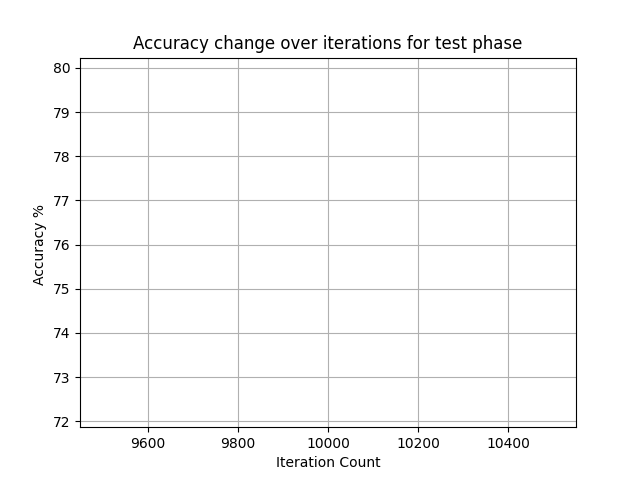 Accuracy change over iterations for test phase
80
79
78
77
76
75
74
73
72
Accuracy %
9600 9800 10000 10200 10400
Iteration Count